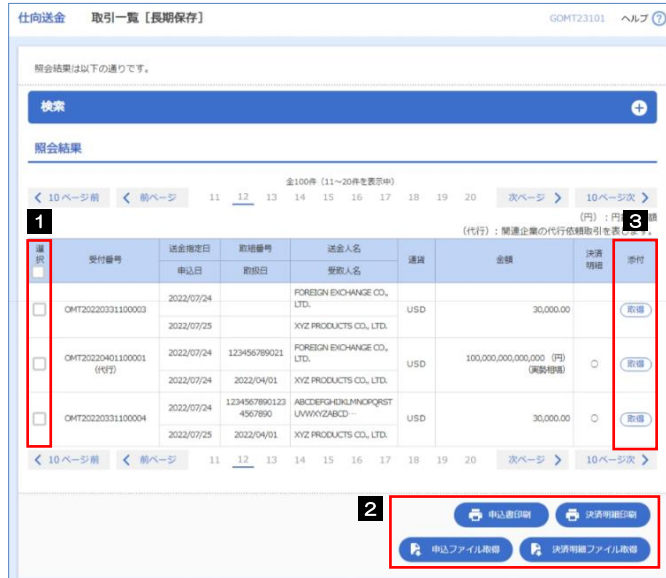 仕向送金 取引一覧［長期保存］ GOMT23101 ヘルプ ?
照会結果は以下の通りです。
検索
照会結果
全100件（11～20件を表示中）
10ページ前 前ページ 11 12 13 14 15 16 17 18 19 20 次ページ 10ページ次
（円）：円
額
（代行）：関連企業の代行依頼取引を表します。
1
3
選択 受付番号 送金指定日 取組番号 送金人名 通貨 金額 決済明細 添付
申込日 取扱日 受取人名
OMT20220331100003 2022/07/24 FOREIGN EXCHANGE CO., LTD. USD 30,000.00 取得
2022/07/25 XYZ PRODUCTS CO., LTD.
OMT20220401100001 （代行） 2022/07/24 123456789021 FOREIGN EXCHANGE CO., LTD. USD 100,000,000,000,000 （円） （実勢相場） ○ 取得
2022/07/24 2022/04/01 XYZ PRODUCTS CO., LTD.
OMT20220331100004 2022/07/24 1234567890123 4567890 ABCDEFGHIJKLMNOPQRST UVWXYZABCD… USD 30,000.00 ○ 取得
2022/07/25 2022/04/01 XYZ PRODUCTS CO., LTD.
10ページ前 前ページ 11 12 13 14 15 16 17 18 19 20 次ページ 10ページ次
2
申込書印刷 決済明細印刷
申込ファイル取得 決済明細ファイル取得